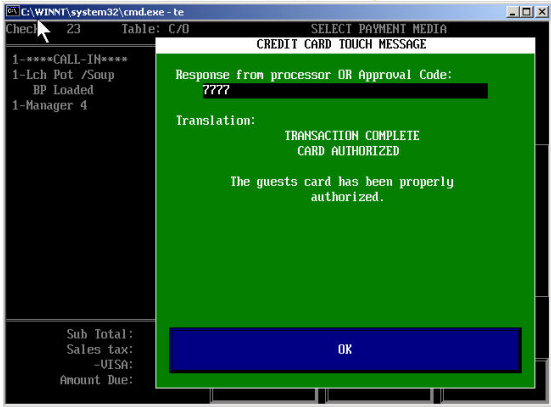 C:\WINNT\system32\cmd.exe - te
Check 23 Table: C/O SELECT PAYMENT MEDIA
CREDIT CARD TOUCH MESSAGE
1-****CALL-IN****
1-Lch Pot /Soup
BP Loaded
1-Manager 4
Response from processor OR Approval Code:
7777
Translation:
TRANSACTION COMPLETE
CARD AUTHORIZED
The guests card has been properly
authorized.
Sub Total:
Sales tax:
-VISA:
Amount Due:
OK